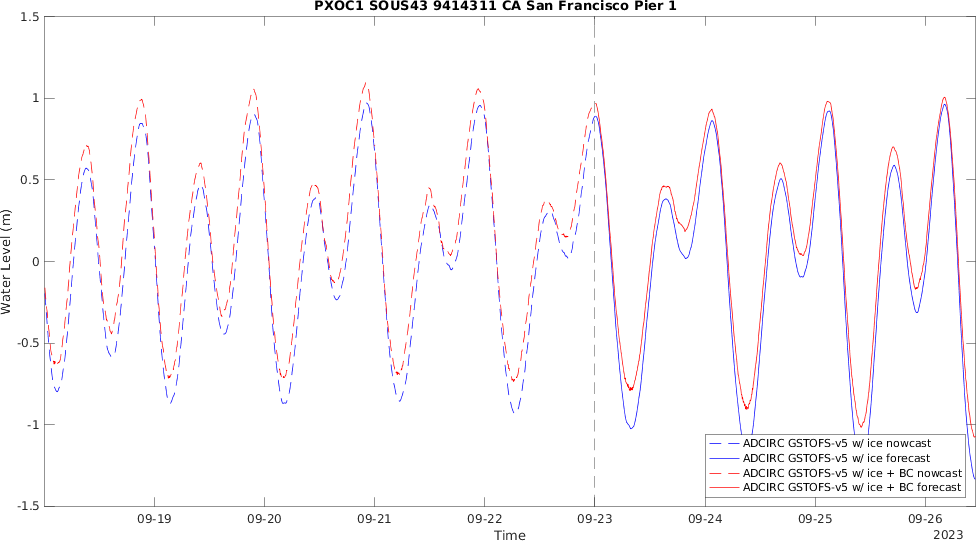 PXOC1 SOUS43 9414311 CA San Francisco Pier 1
1.5
1
0.5
0
-0.5
-1
-1.5
Water Level (m)
09-19 09-20 09-21 09-22 09-23 09-24 09-25 09-26
Time
2023
ADCIRC GSTOFS-v5 w/ ice nowcast
ADCIRC GSTOFS-v5 w/ ice forecast
ADCIRC GSTOFS-v5 w/ ice + BC nowcast
ADCIRC GSTOFS-v5 w/ ice + BC forecast